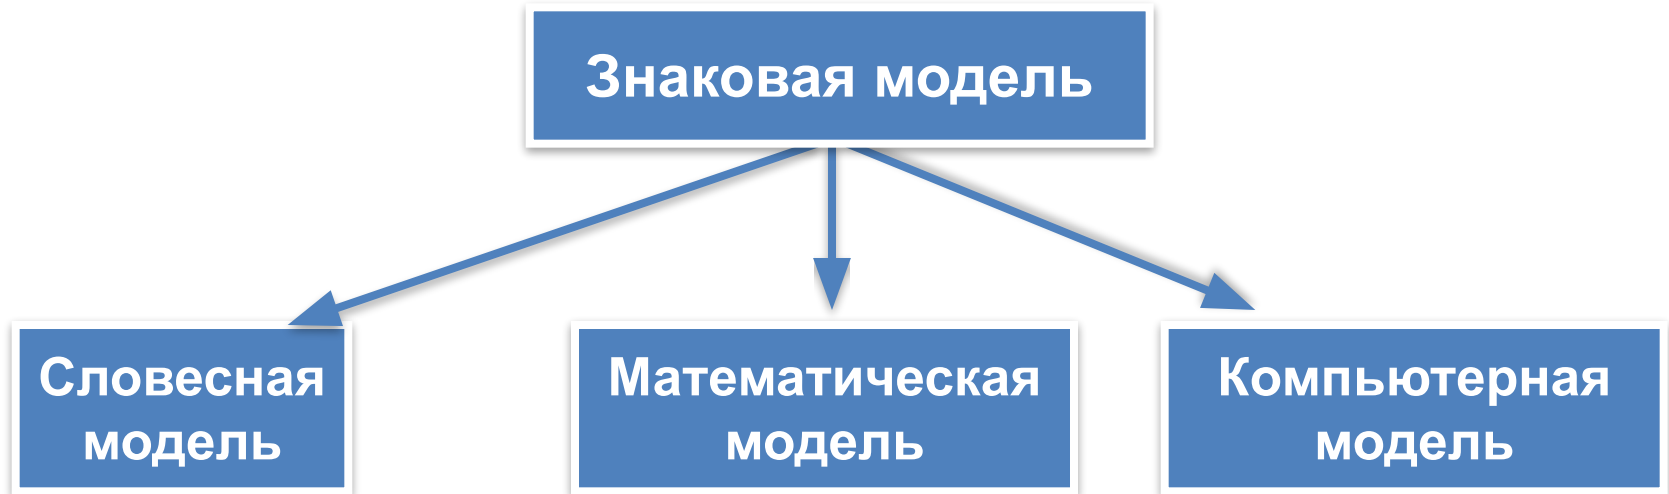 Знаковая модель
Словесная
модель
Математическая
модель
Компьютерная
модель